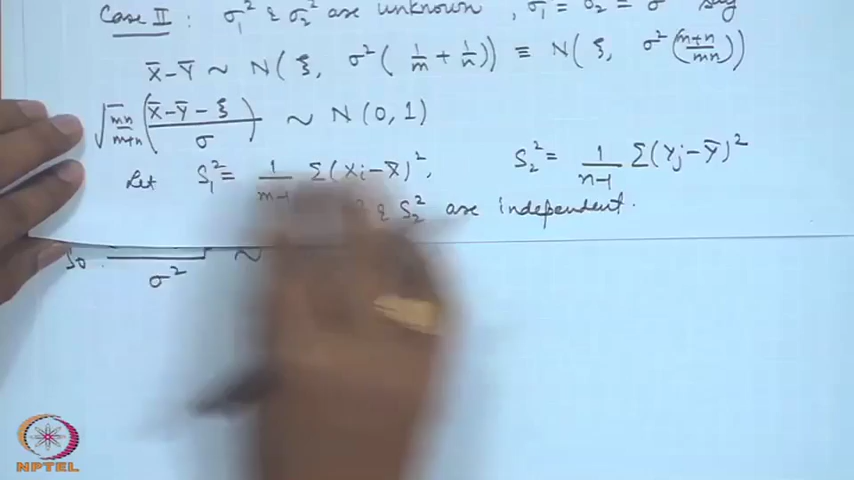 Case II : σ₁² & σ₂² are unknown, σ₁ = σ₂ = σ say
X̄-Ȳ ~ N(ξ, σ²(1/m + 1/n)) ≡ N(ξ, σ²(m+n/mn))
√(mn/m+n) (X̄-Ȳ-ξ / σ) ~ N(0,1)
Let S₁² = 1/m-1 Σ(Xi-X̄)², S₂² = 1/n-1 Σ(Yj-Ȳ)²
& S₂² are independent.
So σ² ~
NPTEL